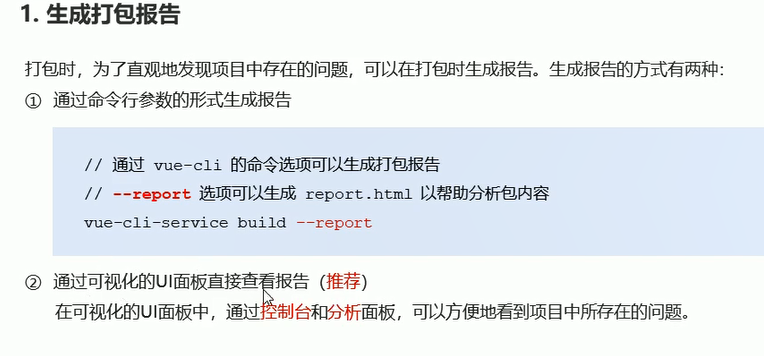 1. 生成打包报告
打包时，为了直观地发现项目中存在的问题，可以在打包时生成报告。生成报告的方式有两种：
① 通过命令行参数的形式生成报告
// 通过 vue-cli 的命令选项可以生成打包报告
// --report 选项可以生成 report.html 以帮助分析包内容
vue-cli-service build --report
② 通过可视化的UI面板直接查看报告（推荐）
在可视化的UI面板中，通过控制台和分析面板，可以方便地看到项目中所存在的问题。